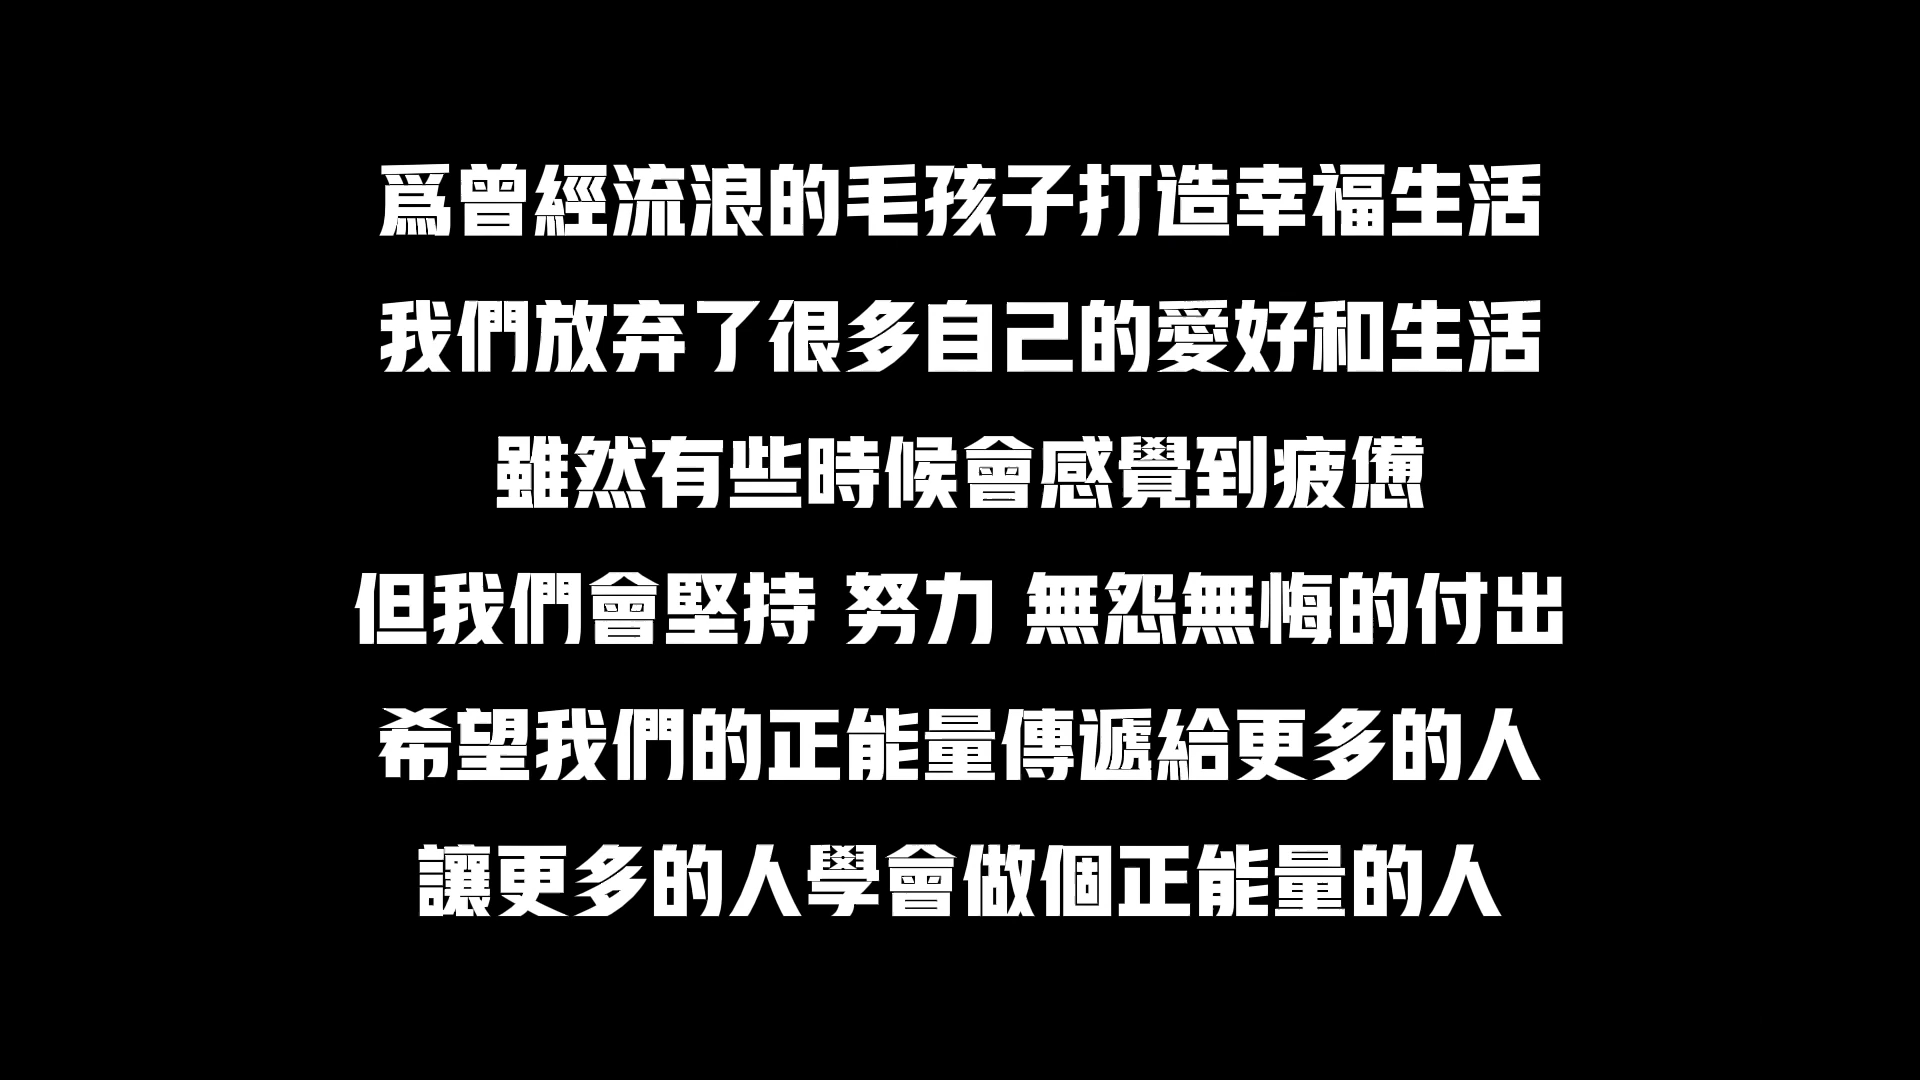 爲曾經流浪的毛孩子打造幸福生活
我們放弃了很多自己的愛好和生活
雖然有些時候會感覺到疲憊
但我們會堅持 努力 無怨無悔的付出
希望我們的正能量傳遞給更多的人
讓更多的人學會做個正能量的人